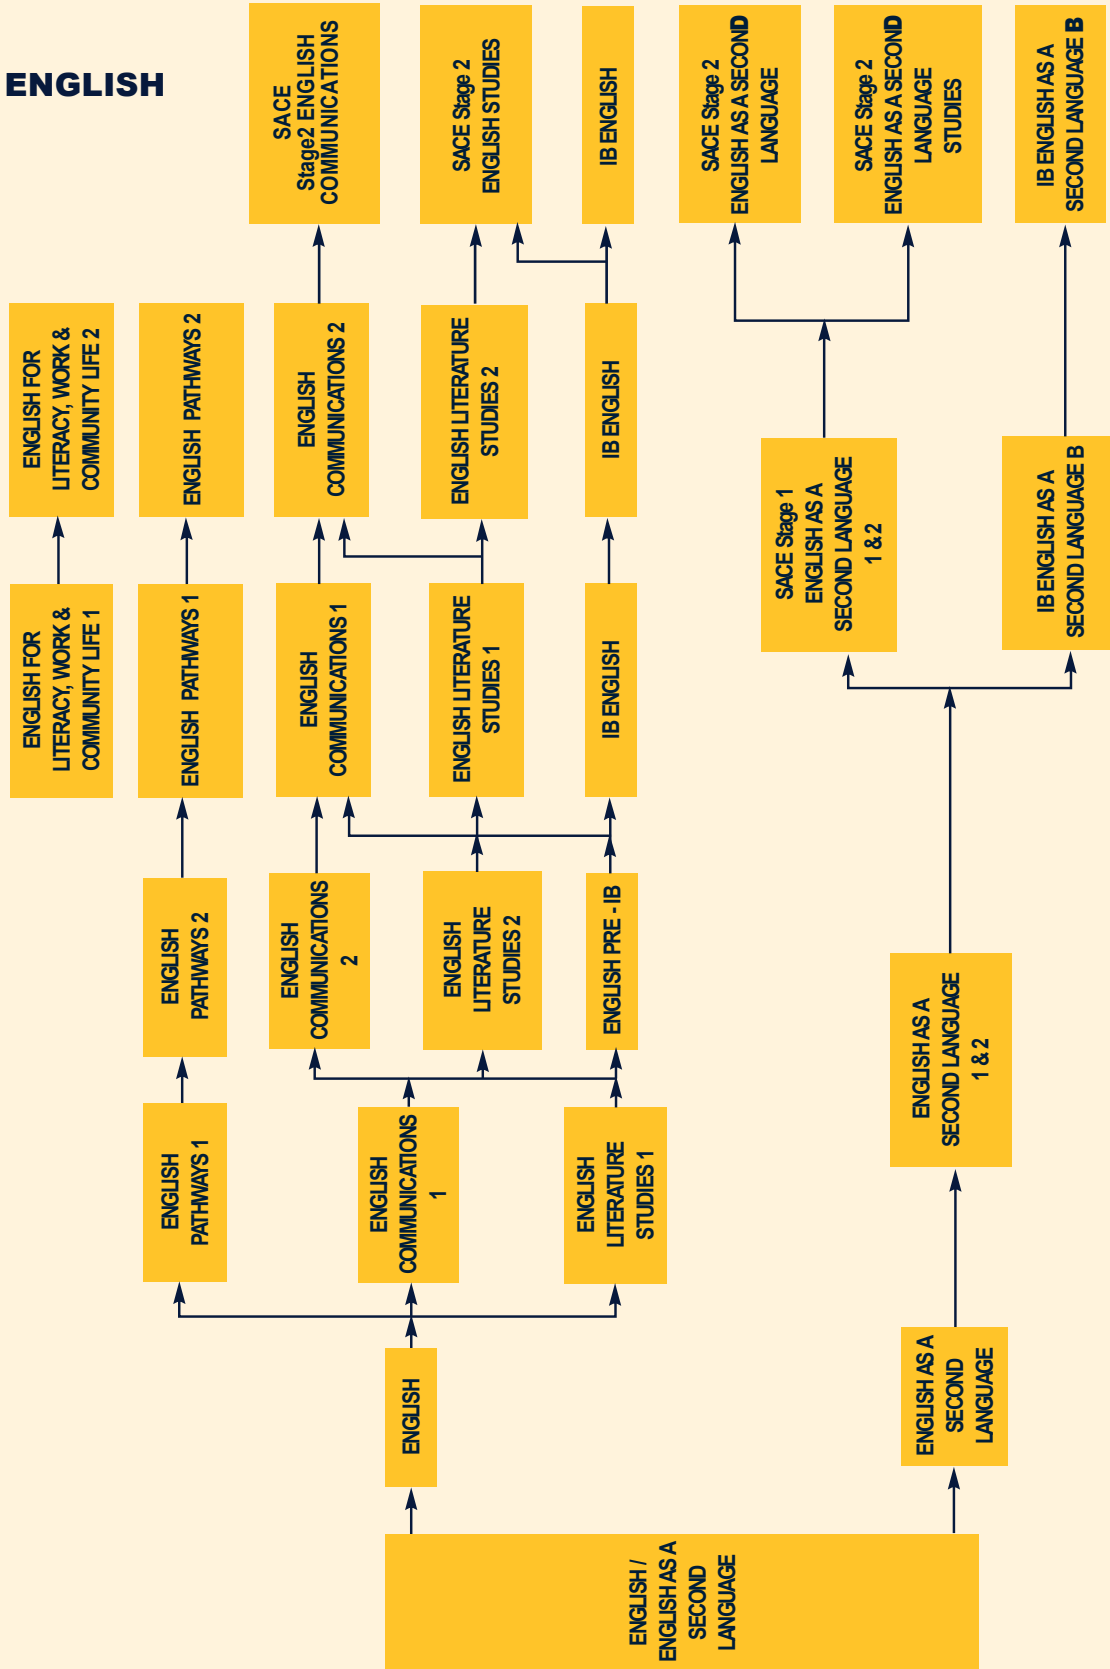 ENGLISH
ENGLISH /
ENGLISH AS A
SECOND
LANGUAGE
ENGLISH
ENGLISH AS A
SECOND
LANGUAGE
ENGLISH
PATHWAYS 1
ENGLISH
COMMUNICATIONS
1
ENGLISH
LITERATURE
STUDIES 1
ENGLISH AS A
SECOND LANGUAGE
1 & 2
ENGLISH
PATHWAYS 2
ENGLISH
COMMUNICATIONS
2
ENGLISH
LITERATURE
STUDIES 2
ENGLISH PRE - IB
ENGLISH FOR
LITERACY, WORK &
COMMUNITY LIFE 1
ENGLISH PATHWAYS 1
ENGLISH
COMMUNICATIONS 1
ENGLISH LITERATURE
STUDIES 1
IB ENGLISH
SACE Stage 1
ENGLISH AS A
SECOND LANGUAGE
1 & 2
IB ENGLISH AS A
SECOND LANGUAGE B
ENGLISH FOR
LITERACY, WORK &
COMMUNITY LIFE 2
ENGLISH PATHWAYS 2
ENGLISH
COMMUNICATIONS 2
ENGLISH LITERATURE
STUDIES 2
IB ENGLISH
SACE
Stage2 ENGLISH
COMMUNICATIONS
SACE Stage 2
ENGLISH STUDIES
IB ENGLISH
SACE Stage 2
ENGLISH AS A SECOND
LANGUAGE
SACE Stage 2
ENGLISH AS A SECOND
LANGUAGE
STUDIES
IB ENGLISH AS A
SECOND LANGUAGE B